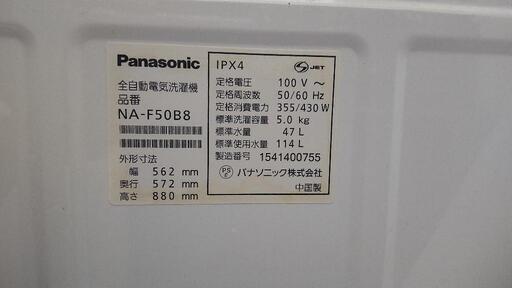 Panasonic
全自動電気洗濯機
品番
NA-F50B8
外形寸法
幅 562 mm
奥行 572 mm
高さ 880 mm
IPX4
S JET
定格電圧 100 V ～
定格周波数 50/60 Hz
定格消費電力 355/430 W
標準洗濯容量 5.0 kg
標準水量 47 L
標準使用水量 114 L
製造番号 1541400755
PS E パナソニック株式会社
中国製